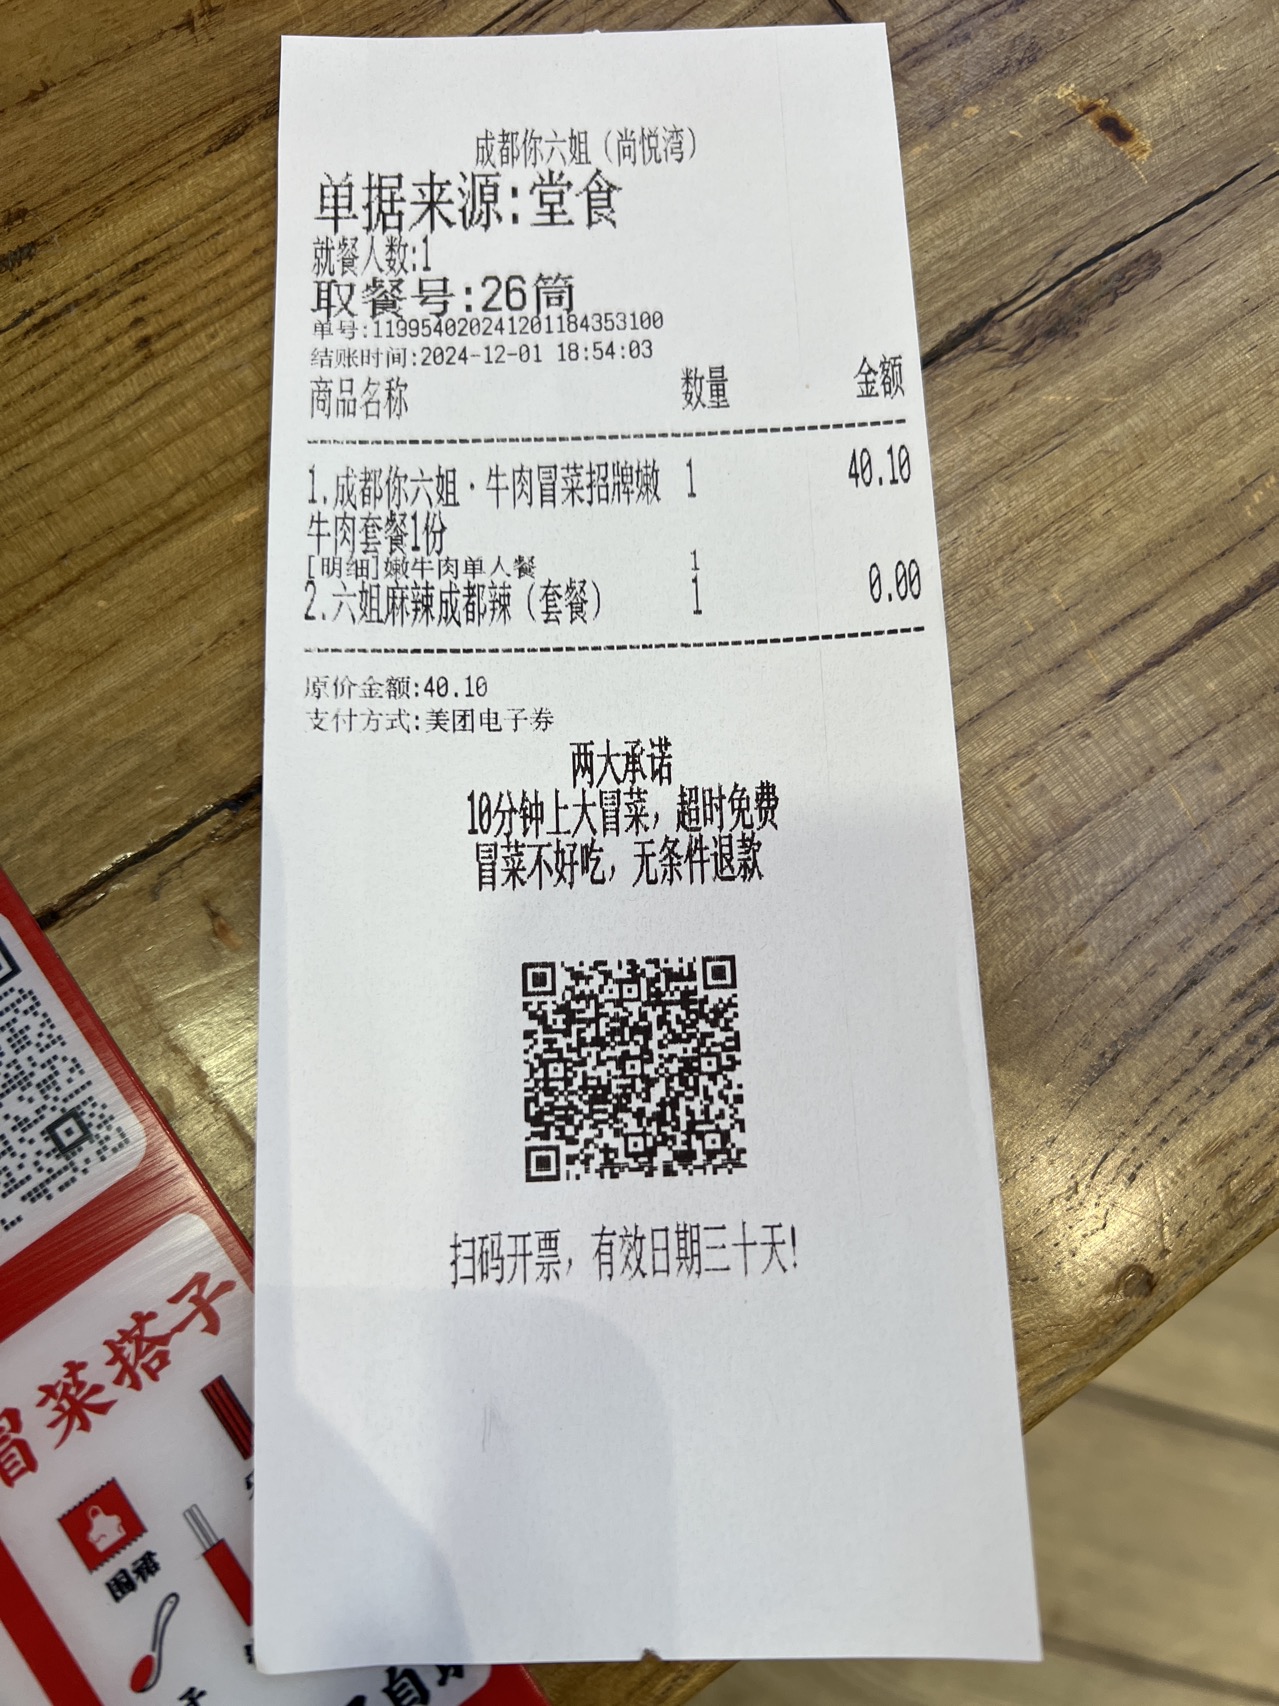 成都你六姐（尚悦湾）
单据来源:堂食
就餐人数:1
取餐号:26筒
单号:11995402024120118435​3100
结账时间:2024-12-01 18:54:03
商品名称 数量 金额
1.成都你六姐·牛肉冒菜招牌嫩 1 40.10
牛肉套餐1份
[明细]嫩牛肉单人餐 1
2.六姐麻辣成都辣（套餐） 1 0.00
原价金额:40.10
支付方式:美团电子券
两大承诺
10分钟上大冒菜，超时免费
冒菜不好吃，无条件退款
扫码开票，有效日期三十天!
冒菜搭子
围裙